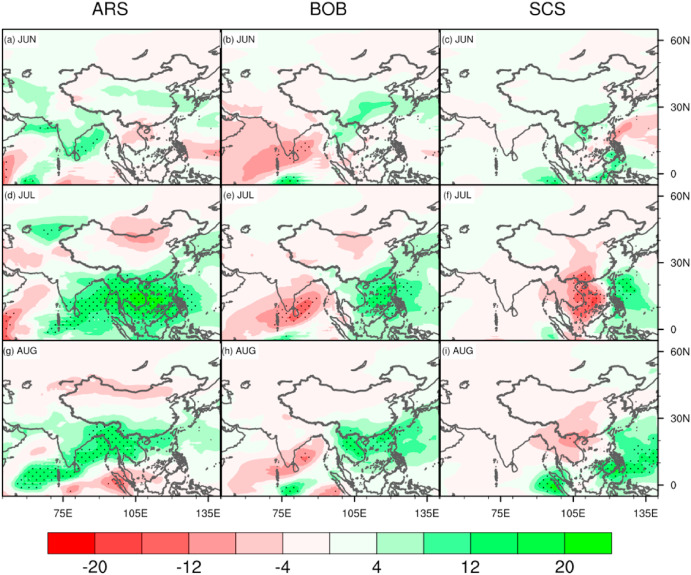 ARS BOB SCS
(a) JUN (b) JUN (c) JUN 60N
30N
0
(d) JUL (e) JUL (f) JUL 60N
30N
0
(g) AUG (h) AUG (i) AUG 60N
30N
0
75E 105E 135E 75E 105E 135E 75E 105E 135E
-20 -12 -4 4 12 20